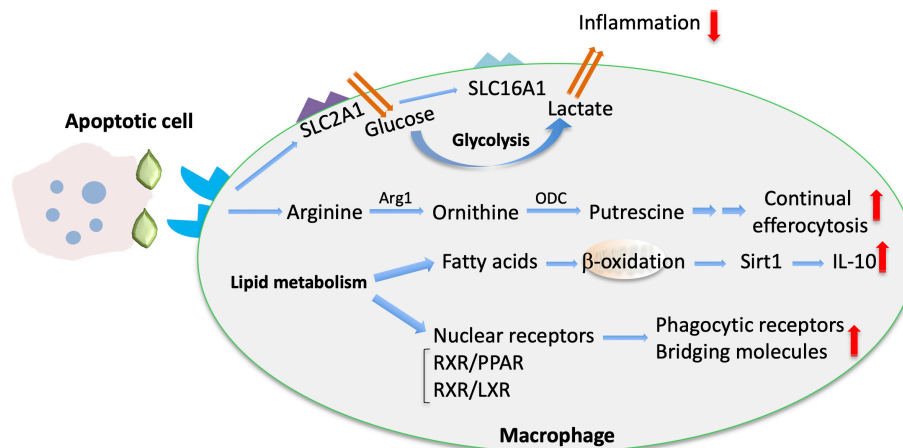 Inflammation
SLC16A1
SLC2A1
Glucose
Lactate
Apoptotic cell
Glycolysis
Arginine
Arg1
Ornithine
ODC
Putrescine
Continual
efferocytosis
Lipid metabolism
Fatty acids
β-oxidation
Sirt1
IL-10
Nuclear receptors
RXR/PPAR
RXR/LXR
Phagocytic receptors
Bridging molecules
Macrophage